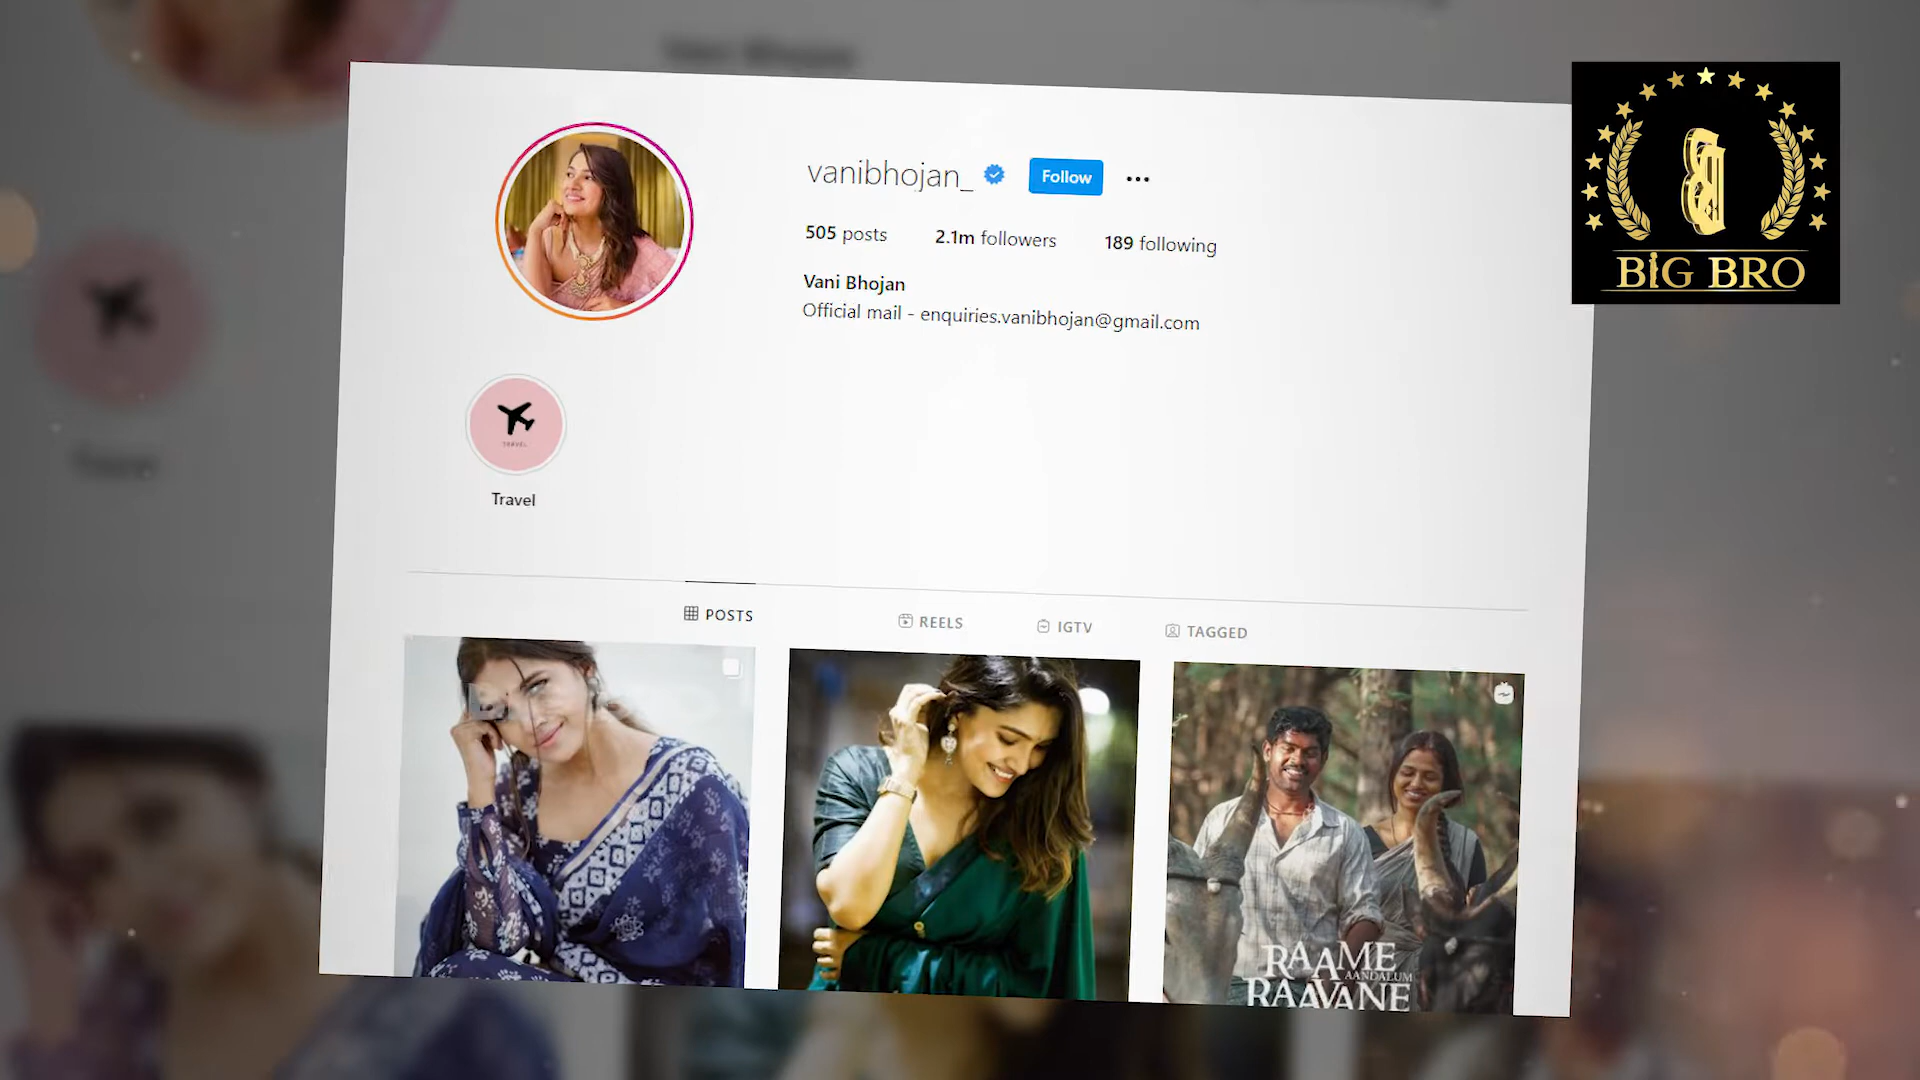 vanibhojan_
Follow
505 posts
2.1m followers
189 following
Vani Bhojan
Official mail - enquiries.vanibhojan@gmail.com
TRAVEL
Travel
POSTS
REELS
IGTV
TAGGED
RAAME
AANDALUM
RAAVANE
BIG BRO